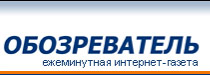 ОБОЗРЕВАТЕЛЬ
ежеминутная интернет-газета